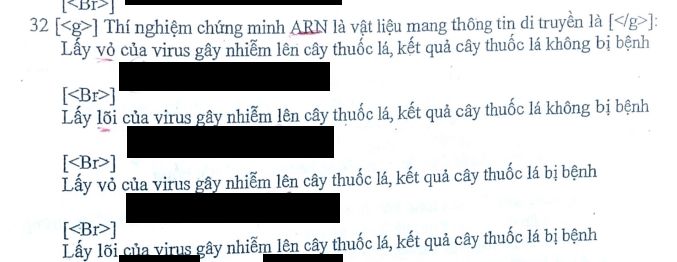 [<Br>]
32 [<g>] Thí nghiệm chứng minh ARN là vật liệu mang thông tin di truyền là [</g>]:
Lấy vỏ của virus gây nhiễm lên cây thuốc lá, kết quả cây thuốc lá không bị bệnh
[<Br>]
Lấy lõi của virus gây nhiễm lên cây thuốc lá, kết quả cây thuốc lá không bị bệnh
[<Br>]
Lấy vỏ của virus gây nhiễm lên cây thuốc lá, kết quả cây thuốc lá bị bệnh
[<Br>]
Lấy lõi của virus gây nhiễm lên cây thuốc lá, kết quả cây thuốc lá bị bệnh